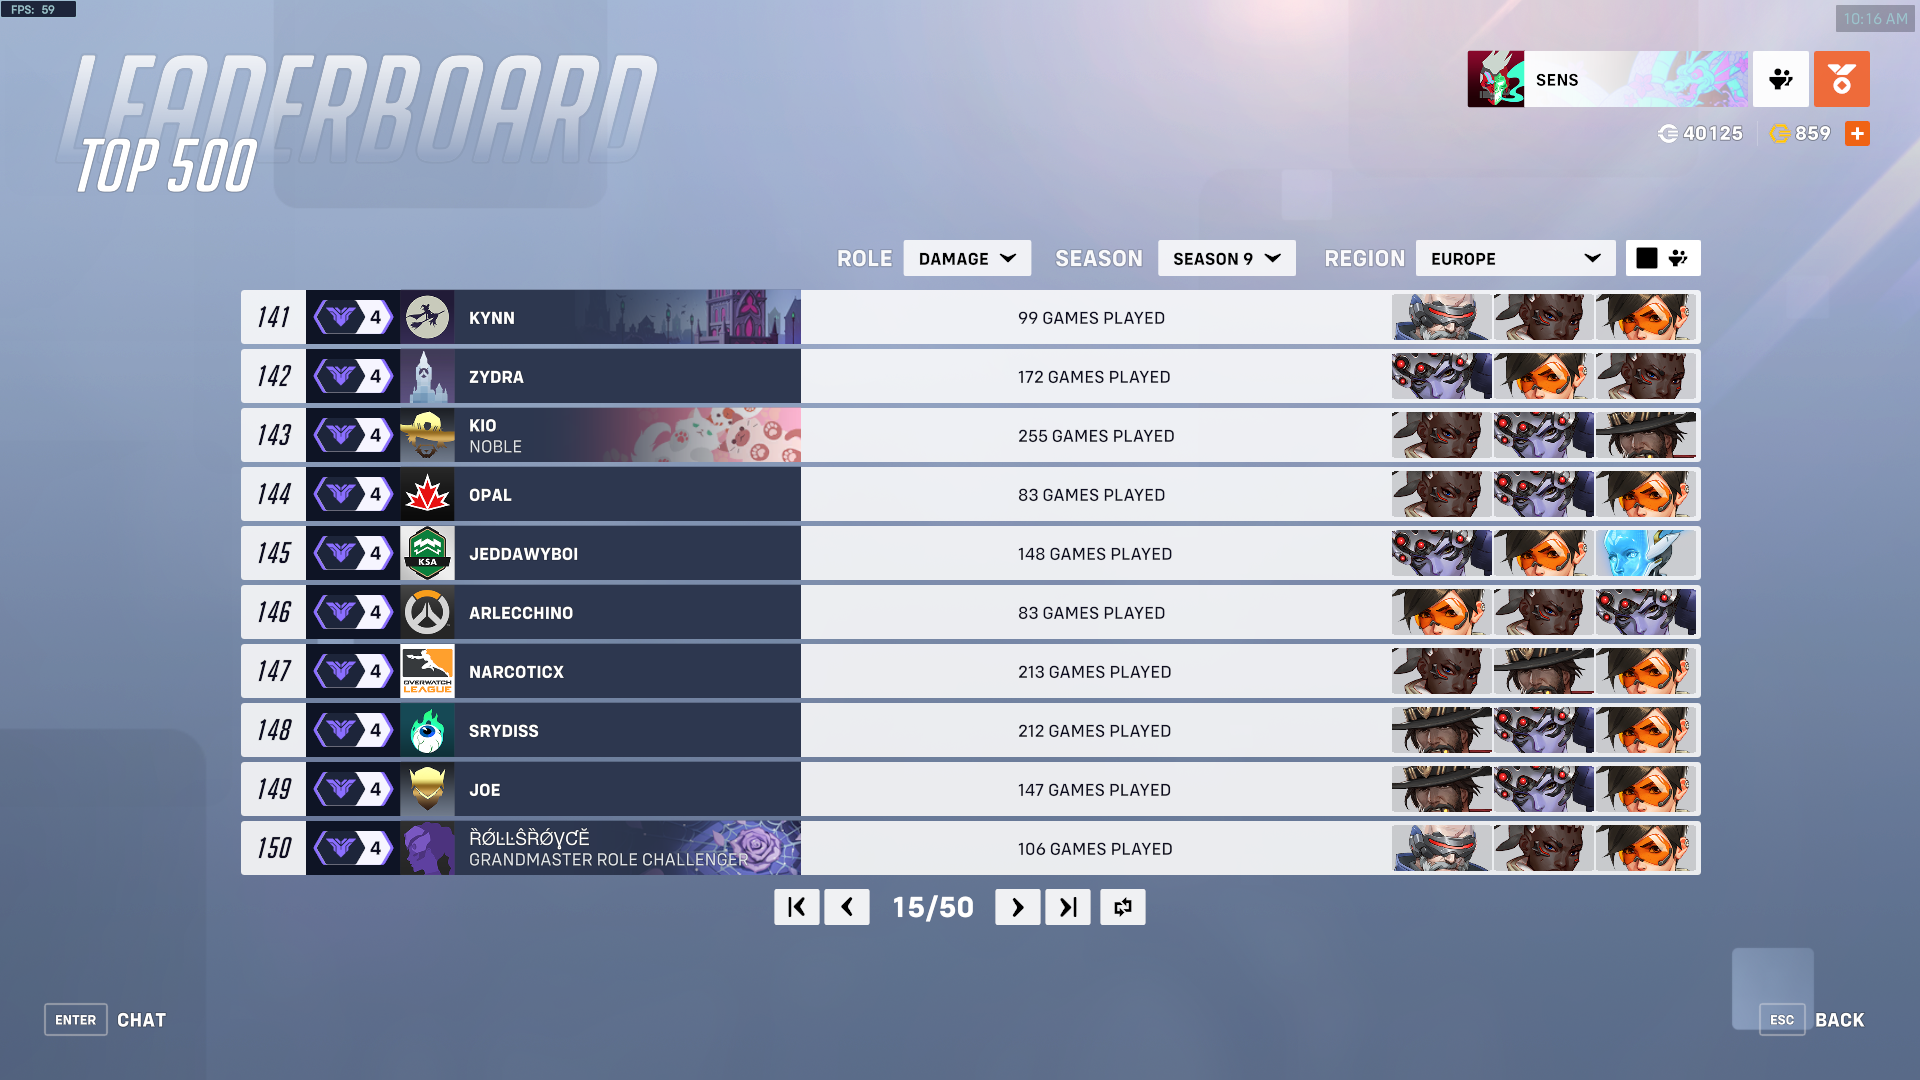 FPS: 59
10:16 AM
LEADERBOARD
TOP 500
SENS
40125
859
ROLE DAMAGE SEASON SEASON 9 REGION EUROPE
141 4 KYNN 99 GAMES PLAYED
142 4 ZYDRA 172 GAMES PLAYED
143 4 KIO 255 GAMES PLAYED
NOBLE
144 4 OPAL 83 GAMES PLAYED
145 4 KSA JEDDAWYBOI 148 GAMES PLAYED
146 4 ARLECCHINO 83 GAMES PLAYED
147 4 OVERWATCH LEAGUE NARCOTICX 213 GAMES PLAYED
148 4 SRYDISS 212 GAMES PLAYED
149 4 JOE 147 GAMES PLAYED
150 4 106 GAMES PLAYED
GRANDMASTER ROLE CHALLENGER
15/50
ENTER CHAT
ESC BACK